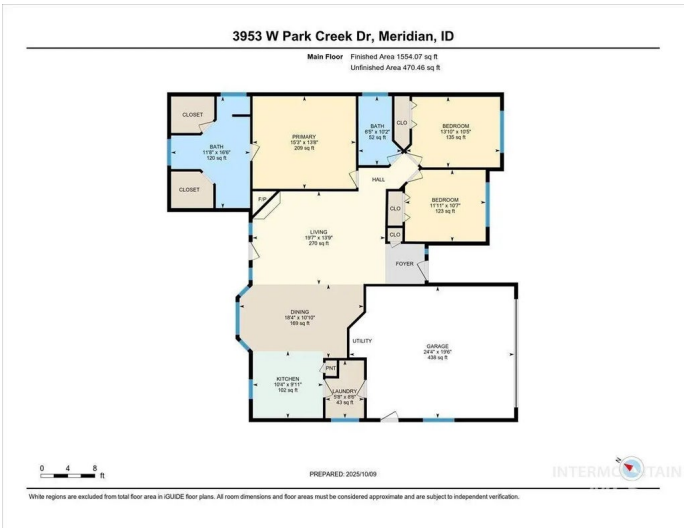 3953 W Park Creek Dr, Meridian, ID
Main Floor Finished Area 1554.07 sq ft
Unfinished Area 470.46 sq ft
CLOSET
BATH
11'8" x 16'6"
120 sq ft
CLOSET
PRIMARY
15'3" x 13'8"
209 sq ft
BATH
6'5" x 10'2"
52 sq ft
CLO
BEDROOM
13'10" x 10'5"
135 sq ft
HALL
BEDROOM
11'11" x 10'7"
123 sq ft
CLO
CLO
F/P
LIVING
19'7" x 13'9"
270 sq ft
FOYER
DINING
18'4" x 10'10"
169 sq ft
UTILITY
GARAGE
24'4" x 19'6"
438 sq ft
KITCHEN
10'4" x 9'11"
102 sq ft
PNT
LAUNDRY
5'8" x 8'8"
43 sq ft
0 4 8
ft
PREPARED: 2025/10/09
N
INTERMOUNTAIN
White regions are excluded from total floor area in iGUIDE floor plans. All room dimensions and floor areas must be considered approximate and are subject to independent verification.